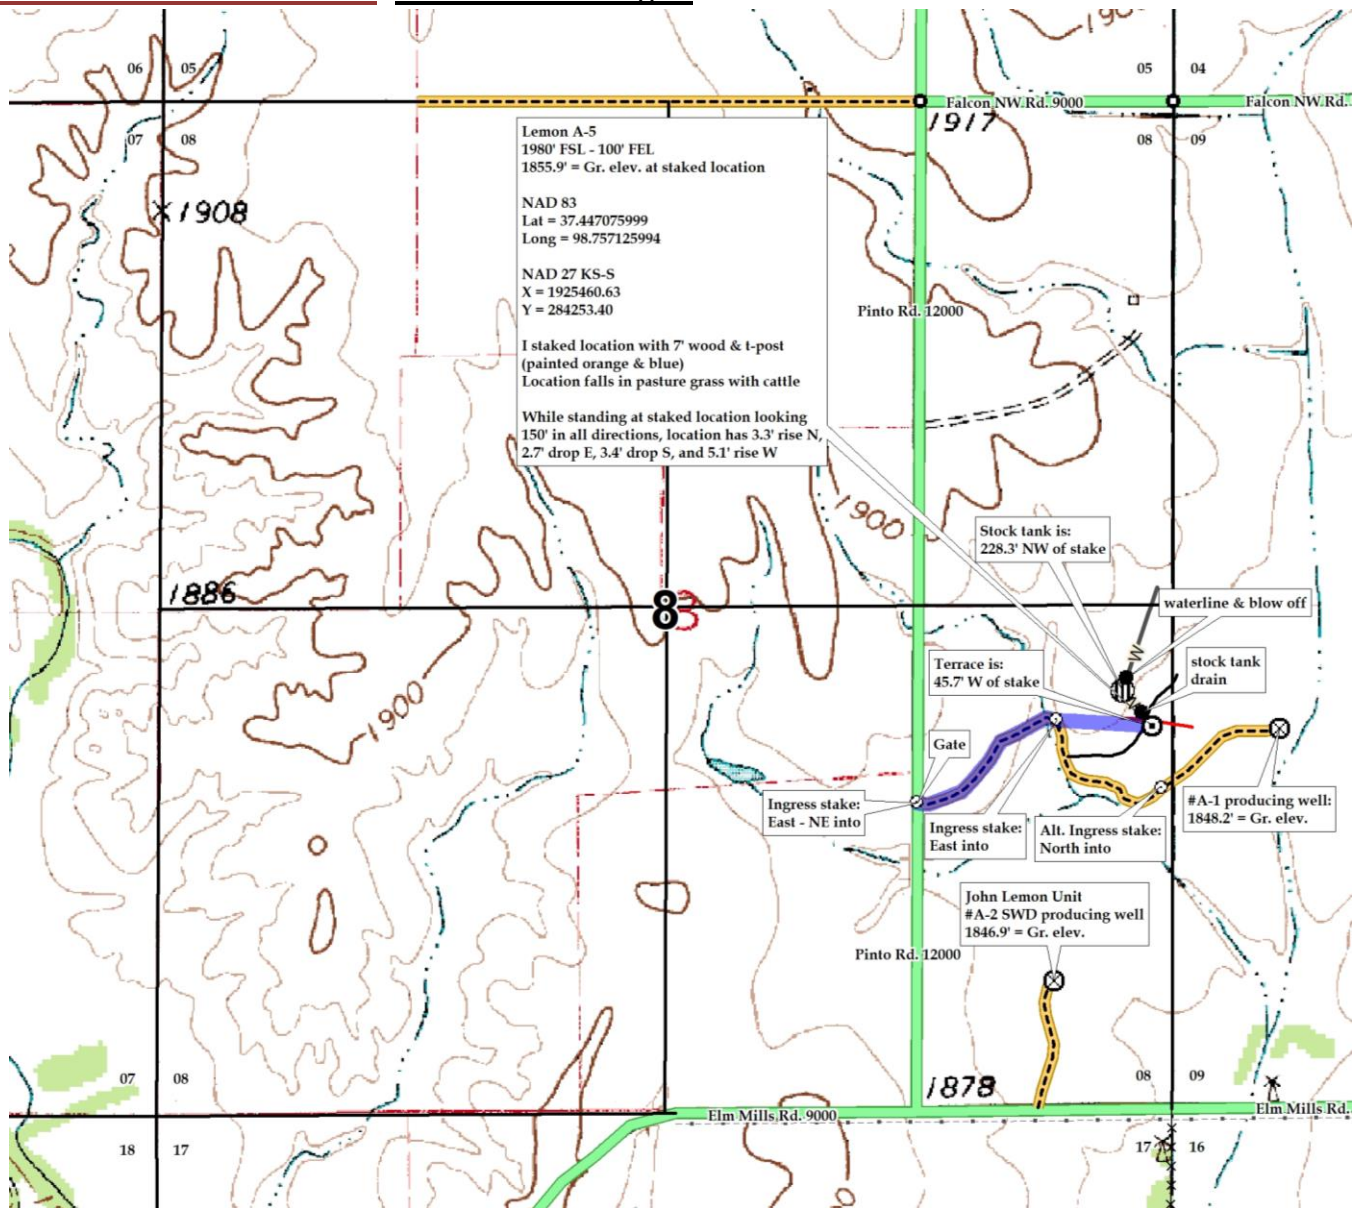 06 05
05 04
Falcon NW Rd. 9000
Falcon NW Rd.
1917
07 08
08 09
Lemon A-5
1980' FSL - 100' FEL
1855.9' = Gr. elev. at staked location
NAD 83
Lat = 37.447075999
Long = 98.757125994
NAD 27 KS-S
X = 1925460.63
Y = 284253.40
I staked location with 7' wood & t-post
(painted orange & blue)
Location falls in pasture grass with cattle
While standing at staked location looking
150' in all directions, location has 3.3' rise N,
2.7' drop E, 3.4' drop S, and 5.1' rise W
1908
Pinto Rd. 12000
1900
Stock tank is:
228.3' NW of stake
1886
8
8
waterline & blow off
W
Terrace is:
45.7' W of stake
stock tank
drain
1900
Gate
Ingress stake:
East - NE into
Ingress stake:
East into
Alt. Ingress stake:
North into
#A-1 producing well:
1848.2' = Gr. elev.
John Lemon Unit
#A-2 SWD producing well
1846.9' = Gr. elev.
Pinto Rd. 12000
07 08
1878
08 09
Elm Mills Rd. 9000
Elm Mills Rd.
18 17
17 16